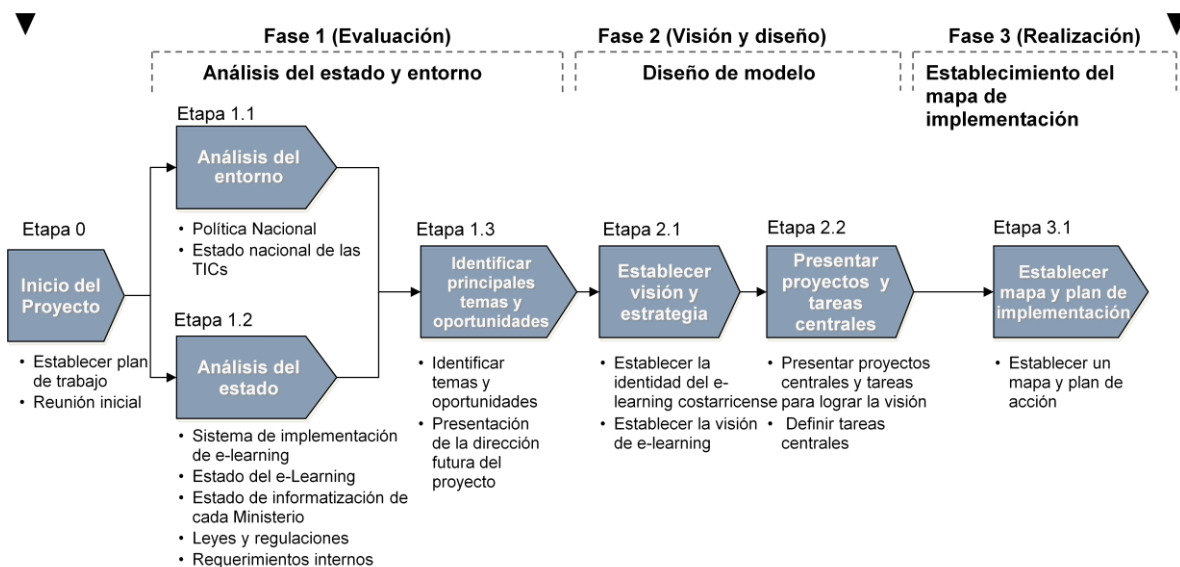 Fase 1 (Evaluación)
Análisis del estado y entorno
Fase 2 (Visión y diseño)
Diseño de modelo
Fase 3 (Realización)
Establecimiento del
mapa de
implementación
Etapa 0
Inicio del
Proyecto
• Establecer plan
de trabajo
• Reunión inicial
Etapa 1.1
Análisis del
entorno
• Política Nacional
• Estado nacional de las
TICs
Etapa 1.2
Análisis del
estado
• Sistema de implementación
de e-learning
• Estado del e-Learning
• Estado de informatización de
cada Ministerio
• Leyes y regulaciones
• Requerimientos internos
Etapa 1.3
Identificar
principales
temas y
oportunidades
• Identificar
temas y
oportunidades
• Presentación
de la dirección
futura del
proyecto
Etapa 2.1
Establecer
visión y
estrategia
• Establecer la
identidad del e-
learning costarricense
• Establecer la visión
de e-learning
Etapa 2.2
Presentar
proyectos y
tareas
centrales
• Presentar proyectos
centrales y tareas
para lograr la visión
• Definir tareas
centrales
Etapa 3.1
Establecer
mapa y plan de
implementación
• Establecer un
mapa y plan de
acción